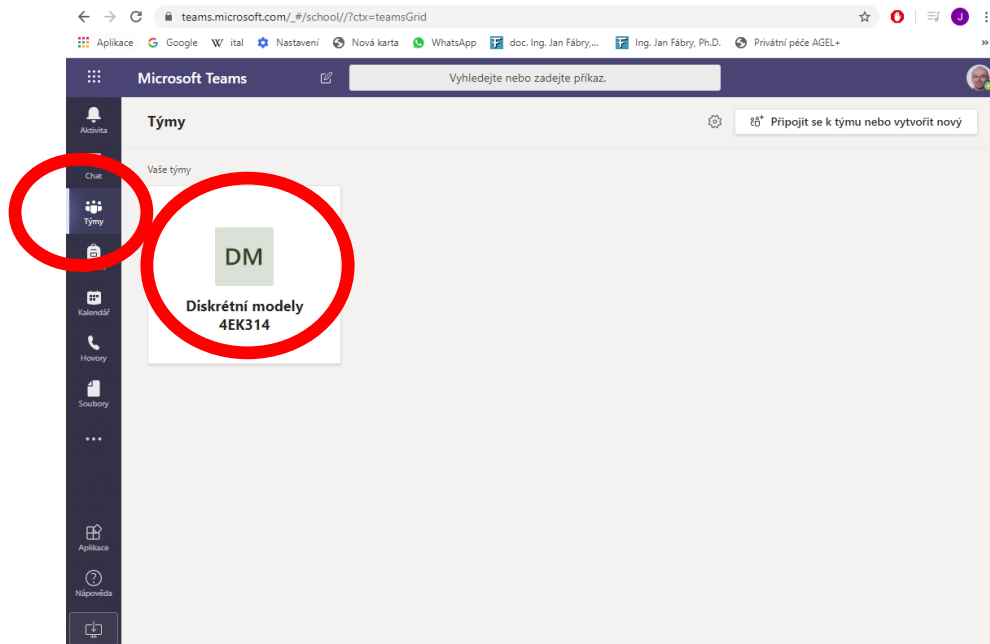 teams.microsoft.com/_#/school//?ctx=teamsGrid
J
Aplikace G Google W ital Nastavení Nová karta WhatsApp doc. Ing. Jan Fábry,... Ing. Jan Fábry, Ph.D. Privátní péče AGEL+ »
Microsoft Teams
Vyhledejte nebo zadejte příkaz.
Aktivita
Chat
Týmy
Kalendář
Hovory
Soubory
Aplikace
Nápověda
Týmy
Připojit se k týmu nebo vytvořit nový
Vaše týmy
DM
Diskrétní modely
4EK314